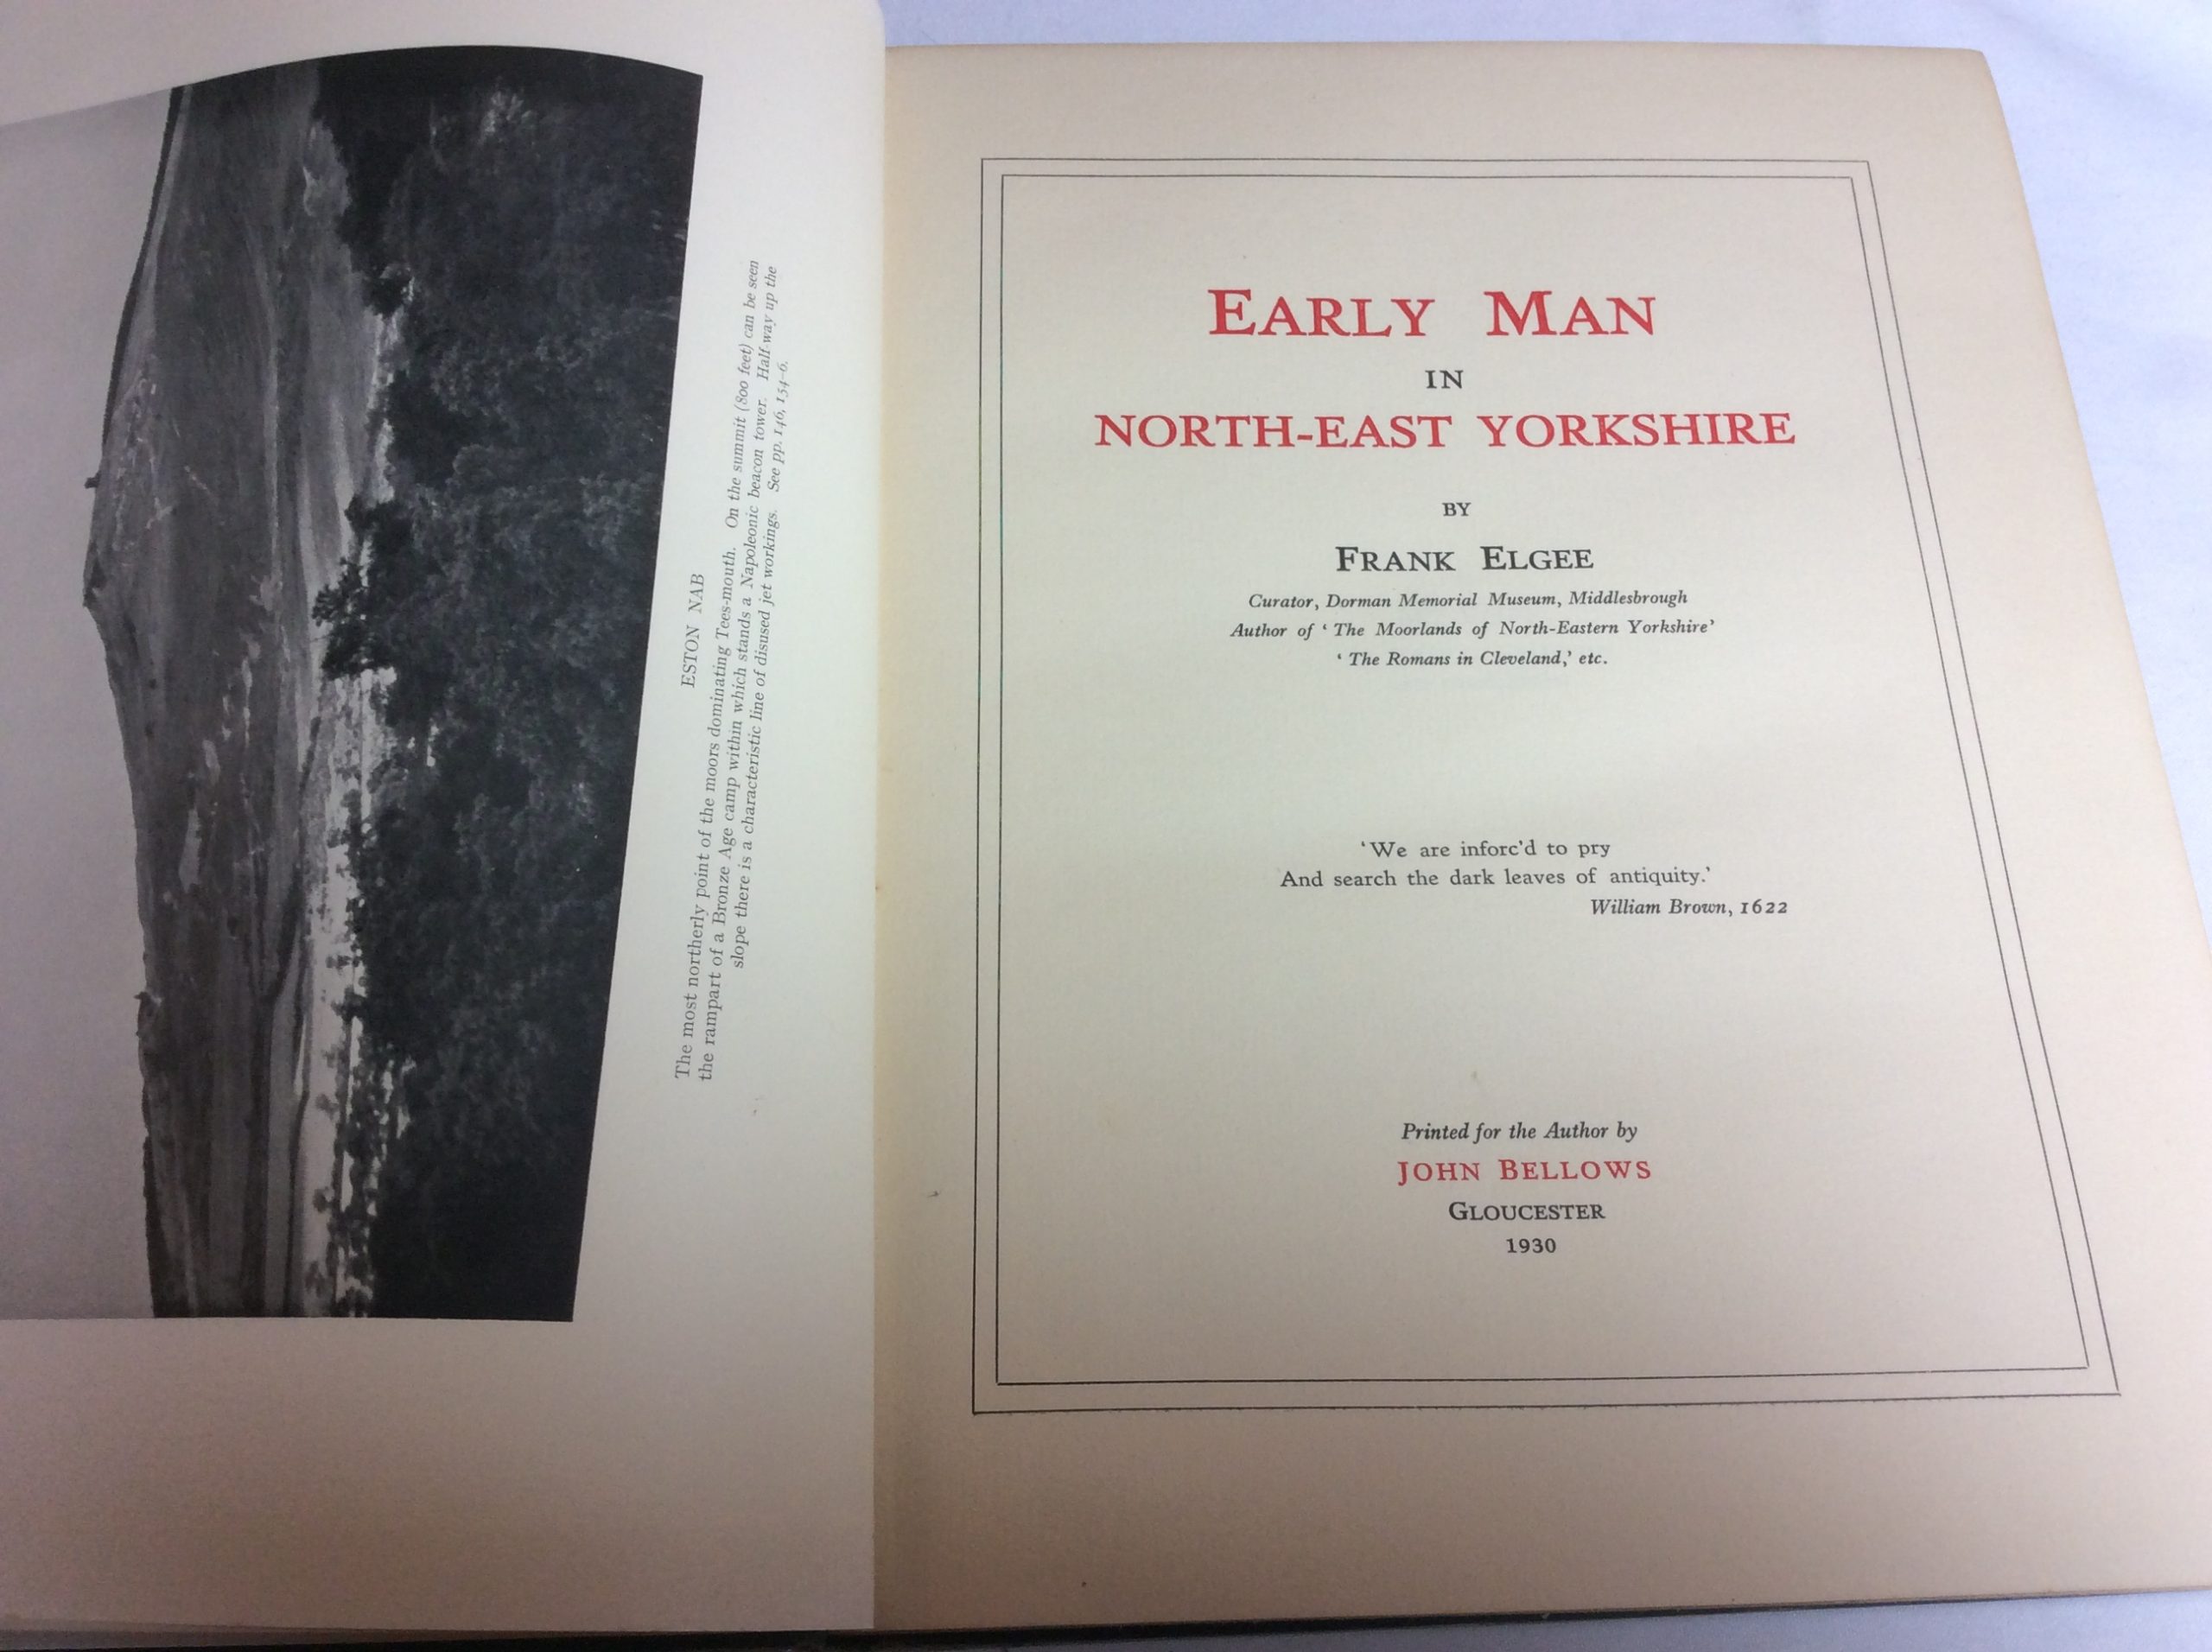 ESTON NAB
The most northerly point of the moors dominating Tees-mouth. On the summit (800 feet) can be seen
the rampart of a Bronze Age camp within which stands a Napoleonic beacon tower. Half-way up the
slope there is a characteristic line of disused jet workings. See pp. 146, 154-6.
EARLY MAN
IN
NORTH-EAST YORKSHIRE
BY
FRANK ELGEE
Curator, Dorman Memorial Museum, Middlesbrough
Author of ‘ The Moorlands of North-Eastern Yorkshire’
‘ The Romans in Cleveland,’ etc.
‘We are inforc’d to pry
And search the dark leaves of antiquity.’
William Brown, 1622
Printed for the Author by
JOHN BELLOWS
GLOUCESTER
1930